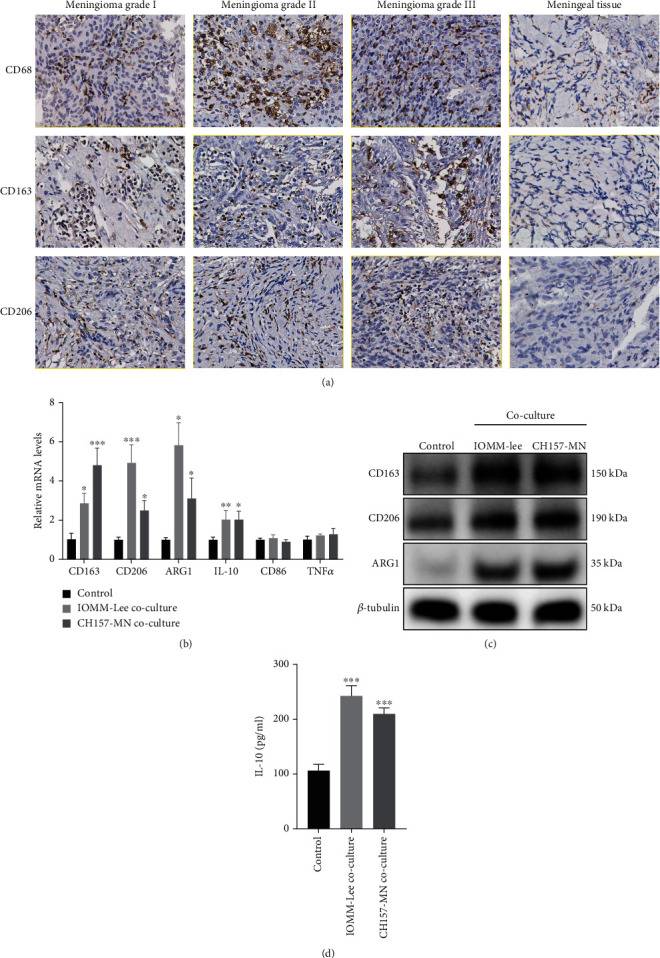 Meningioma grade I Meningioma grade II Meningioma grade III Meningeal tissue
CD68
CD163
CD206
(a)
8
6
4
2
0
Relative mRNA levels
CD163 CD206 ARG1 IL-10 CD86 TNFα
* *** *** * * * ** *
Control
IOMM-Lee co-culture
CH157-MN co-culture
(b)
Co-culture
Control IOMM-lee CH157-MN
CD163 150 kDa
CD206 190 kDa
ARG1 35 kDa
β-tubulin 50 kDa
(c)
300
200
100
0
IL-10 (pg/ml)
*** ***
Control
IOMM-Lee co-culture
CH157-MN co-culture
(d)